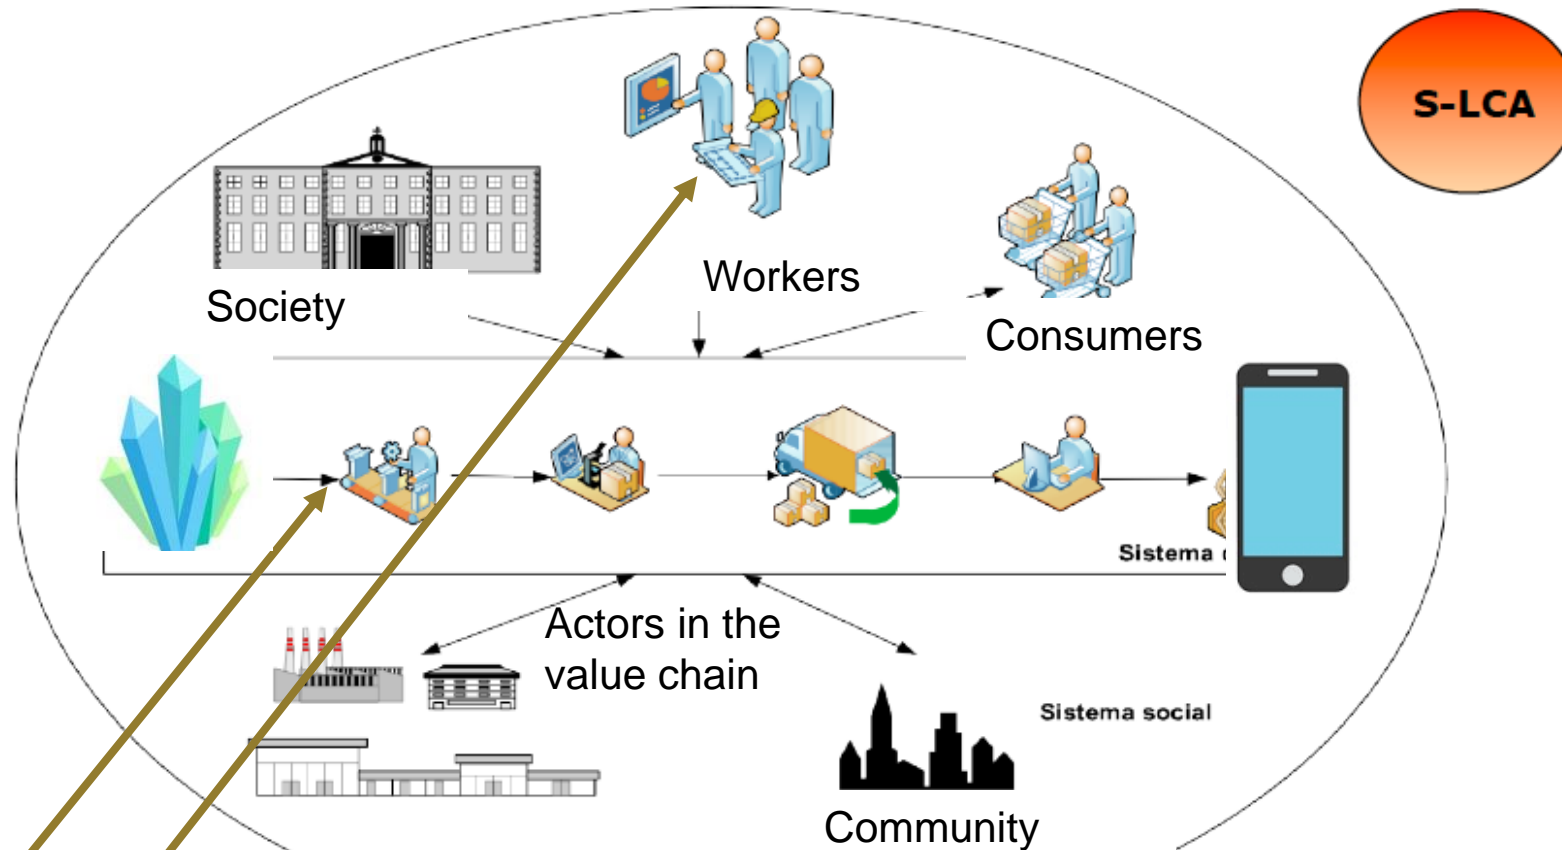 S-LCA
Society
Workers
Consumers
Sistema
Actors in the
value chain
Sistema social
Community